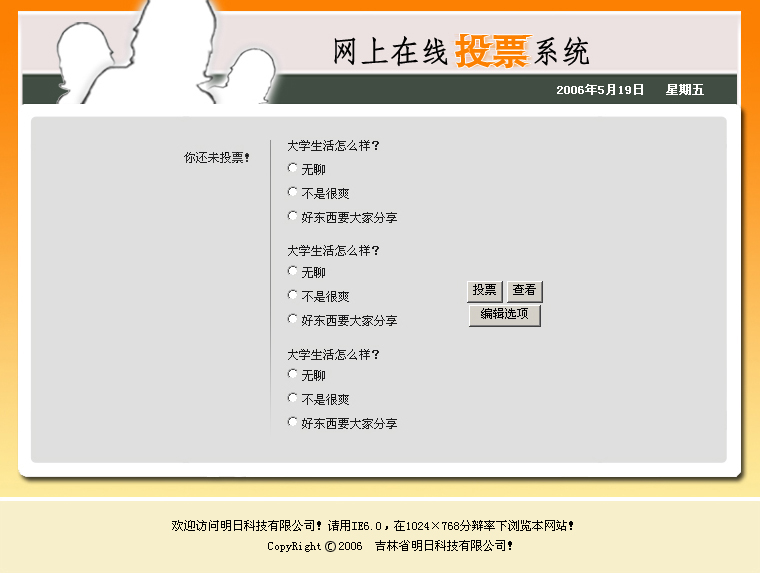 网上在线投票系统
2006年5月19日 星期五
你还未投票！
大学生活怎么样？
无聊
不是很爽
好东西要大家分享
大学生活怎么样？
无聊
不是很爽
好东西要大家分享
投票 查看
编辑选项
大学生活怎么样？
无聊
不是很爽
好东西要大家分享
欢迎访问明日科技有限公司！请用IE6.0，在1024×768分辩率下浏览本网站！
CopyRight ©2006 吉林省明日科技有限公司！